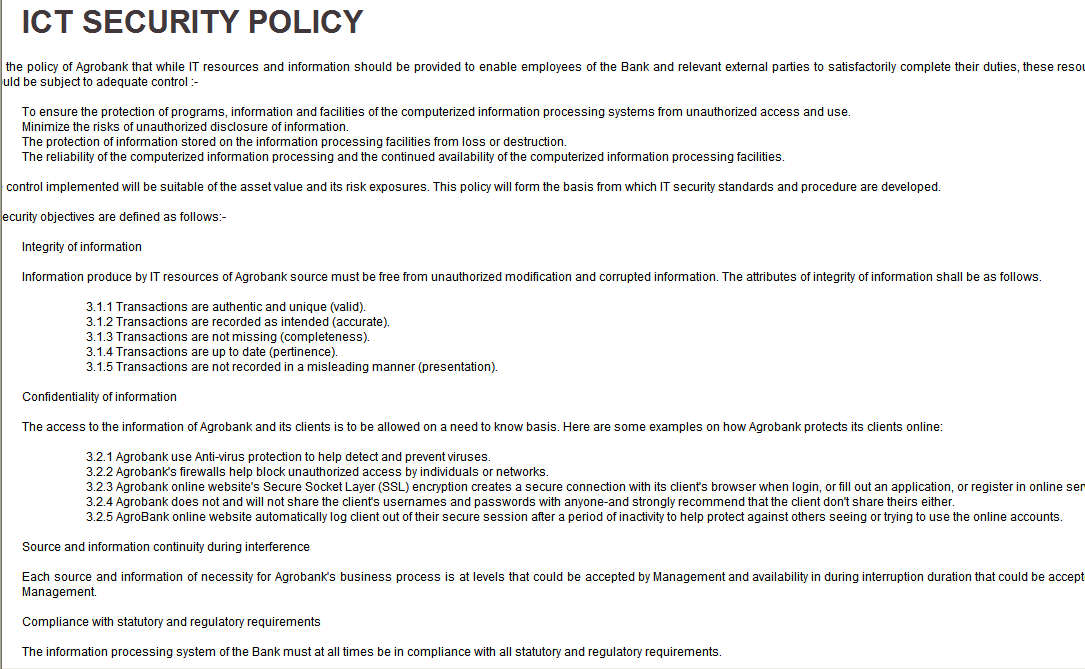 ICT SECURITY POLICY
the policy of Agrobank that while IT resources and information should be provided to enable employees of the Bank and relevant external parties to satisfactorily complete their duties, these
be subject to adequate control :-
To ensure the protection of programs, information and facilities of the computerized information processing systems from unauthorized access and use.
Minimize the risks of unauthorized disclosure of information.
The protection of information stored on the information processing facilities from loss or destruction.
The reliability of the computerized information processing and the continued availability of the computerized information processing facilities.
control implemented will be suitable of the asset value and its risk exposures. This policy will form the basis from which IT security standards and procedure are developed.
ecurity objectives are defined as follows:-
Integrity of information
Information produce by IT resources of Agrobank source must be free from unauthorized modification and corrupted information. The attributes of integrity of information shall be as follows.
3.1.1 Transactions are authentic and unique (valid).
3.1.2 Transactions are recorded as intended (accurate).
3.1.3 Transactions are not missing (completeness).
3.1.4 Transactions are up to date (pertinence).
3.1.5 Transactions are not recorded in a misleading manner (presentation).
Confidentiality of information
The access to the information of Agrobank and its clients is to be allowed on a need to know basis. Here are some examples on how Agrobank protects its clients online:
3.2.1 Agrobank use Anti-virus protection to help detect and prevent viruses.
3.2.2 Agrobank's firewalls help block unauthorized access by individuals or networks.
3.2.3 Agrobank online website's Secure Socket Layer (SSL) encryption creates a secure connection with its client's browser when login, or fill out an application, or register in online ser
3.2.4 Agrobank does not and will not share the client's usernames and passwords with anyone-and strongly recommend that the client don't share theirs either.
3.2.5 AgroBank online website automatically log client out of their secure session after a period of inactivity to help protect against others seeing or trying to use the online accounts.
Source and information continuity during interference
Each source and information of necessity for Agrobank's business process is at levels that could be accepted by Management and availability in during interruption duration that could be accept
Management.
Compliance with statutory and regulatory requirements
The information processing system of the Bank must at all times be in compliance with all statutory and regulatory requirements.